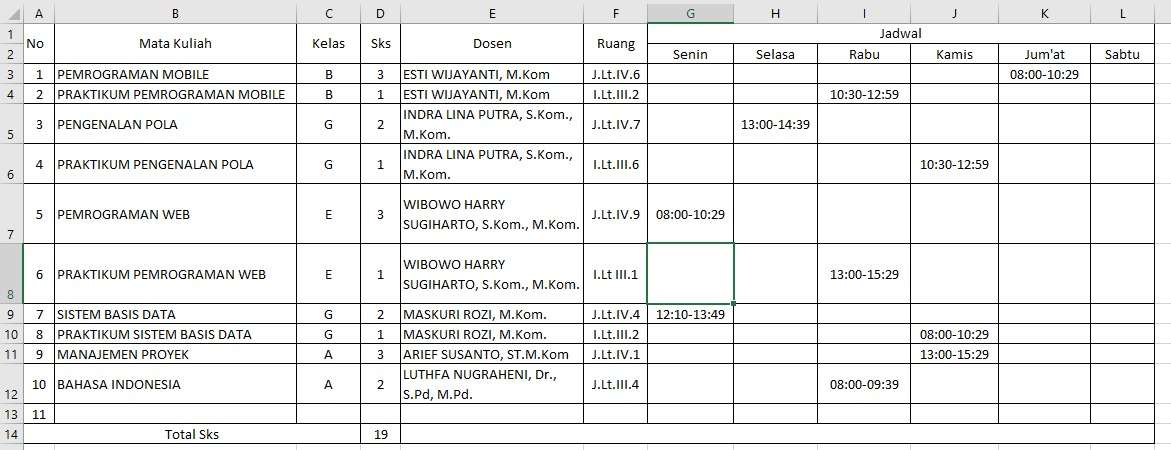 A B C D E F G H I J K L
1 No Mata Kuliah Kelas Sks Dosen Ruang Jadwal
2 Senin Selasa Rabu Kamis Jum'at Sabtu
3 1 PEMROGRAMAN MOBILE B 3 ESTI WIJAYANTI, M.Kom J.Lt.IV.6 08:00-10:29
4 2 PRAKTIKUM PEMROGRAMAN MOBILE B 1 ESTI WIJAYANTI, M.Kom I.Lt.III.2 10:30-12:59
5 3 PENGENALAN POLA G 2 INDRA LINA PUTRA, S.Kom.,
M.Kom. J.Lt.IV.7 13:00-14:39
6 4 PRAKTIKUM PENGENALAN POLA G 1 INDRA LINA PUTRA, S.Kom.,
M.Kom. I.Lt.III.6 10:30-12:59
7 5 PEMROGRAMAN WEB E 3 WIBOWO HARRY
SUGIHARTO, S.Kom., M.Kom. J.Lt.IV.9 08:00-10:29
8 6 PRAKTIKUM PEMROGRAMAN WEB E 1 WIBOWO HARRY
SUGIHARTO, S.Kom., M.Kom. I.Lt III.1 13:00-15:29
9 7 SISTEM BASIS DATA G 2 MASKURI ROZI, M.Kom. J.Lt.IV.4 12:10-13:49
10 8 PRAKTIKUM SISTEM BASIS DATA G 1 MASKURI ROZI, M.Kom. I.Lt.III.2 08:00-10:29
11 9 MANAJEMEN PROYEK A 3 ARIEF SUSANTO, ST.M.Kom J.Lt.IV.1 13:00-15:29
12 10 BAHASA INDONESIA A 2 LUTHFA NUGRAHENI, Dr.,
S.Pd, M.Pd. J.Lt.III.4 08:00-09:39
13 11
14 Total Sks 19